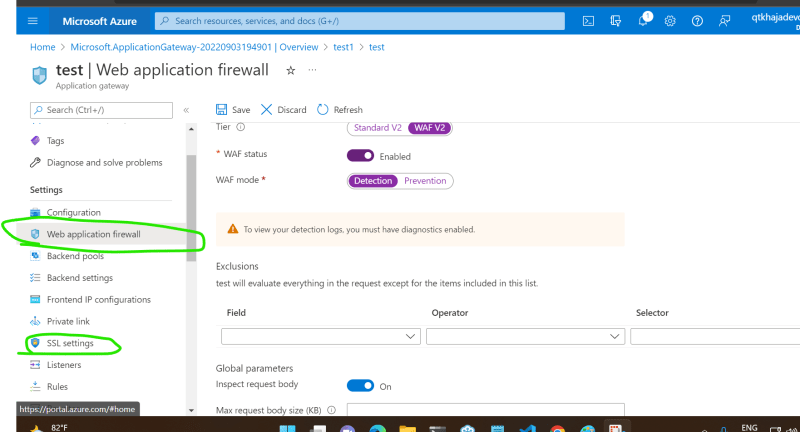 Microsoft Azure
Search resources, services, and docs (G+/)
1
qtkhajadevo
Home > Microsoft.ApplicationGateway-20220903194901 | Overview > test1 > test
test | Web application firewall
Application gateway
Search (Ctrl+/)
Save
Discard
Refresh
Tags
Diagnose and solve problems
Settings
Configuration
Web application firewall
Backend pools
Backend settings
Frontend IP configurations
Private link
SSL settings
Listeners
Rules
https://portal.azure.com/#home
Tier
Standard V2
WAF V2
* WAF status
Enabled
WAF mode *
Detection
Prevention
To view your detection logs, you must have diagnostics enabled.
Exclusions
test will evaluate everything in the request except for the items included in this list.
Field
Operator
Selector
Global parameters
Inspect request body
On
Max request body size (KB)
82°F
ENG